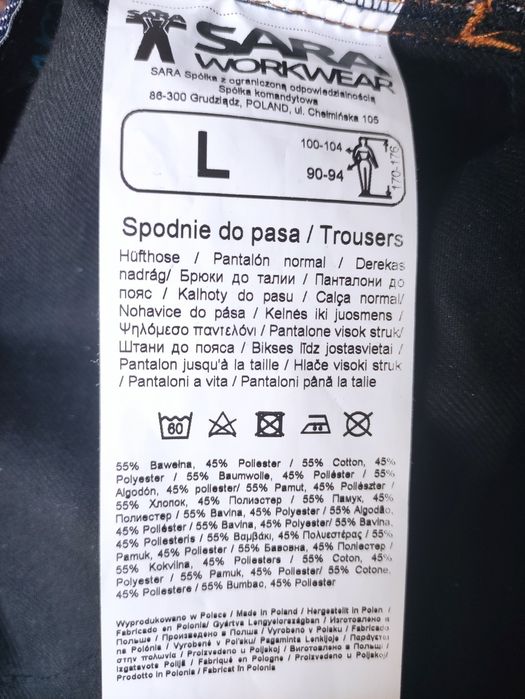 SARA
WORKWEAR
SARA Spółka z ograniczoną odpowiedzialnością
Spółka komandytowa
86-300 Grudziądz, POLAND, ul. Chełmińska 105
L
100-104
90-94
170-176
Spodnie do pasa / Trousers
Hüfthose / Pantalón normal / Derekas
nadrág/ Брюки до талии / Панталони до
пояс / Kalhoty do pasu / Calça normal/
Nohavice do pása / Kelnės iki juosmens /
Ψηλόμεσο παντελόνι / Pantalone visok struk/
Штани до пояса / Bikses līdz jostasvietai /
Pantalon jusqu'à la taille / Hlače visoki struk
/ Pantaloni a vita / Pantaloni până la talie
60
55% Bawełna, 45% Poliester / 55% Cotton, 45%
Polyester / 55% Baumwolle, 45% Poliéster / 55%
Algodón, 45% poliester/ 55% Pamut, 45% Poliészter /
55% Хлопок, 45% Полиэстер / 55% Памук, 45%
Полиестер / 55% Bavlna, 45% Polyester / 55% Algodão,
45% Poliéster / 55% Bavlna, 45% Polyester/ 55% Bavlna,
45% Poliesteris / 55% Βαμβάκι, 45% Πολυεστέρας / 55%
Pamuk, 45% Poliester / 55% Бавовна, 45% Поліестер /
55% Kokvilna, 45% Poliesters / 55% Coton, 45%
Polyester / 55% Pamuk, 45% Poliester/ 55% Cotone,
45% Poliestere / 55% Bumbac, 45% Poliester
Wyprodukowano w Polsce / Made in Poland / Hergestellt in Polen /
Fabricado en Polonia/ Gyártva Lengyelországban / Изготовлено в
Польше / Произведено в Полша / Vyrobeno v Polsku / Fabricado
na Polónia / Vyrobené v Poľsku/ Pagaminta Lenkijoje / Παράγεται
στην πολωνία / Proizvedeno u Poljskoj / Виготовлено в Польщі /
Izgatavots Polijā / Fabriqué en Pologne / Proizvedeno u Poljskoj/
Prodotto in Polonia / Fabricat in Polonia